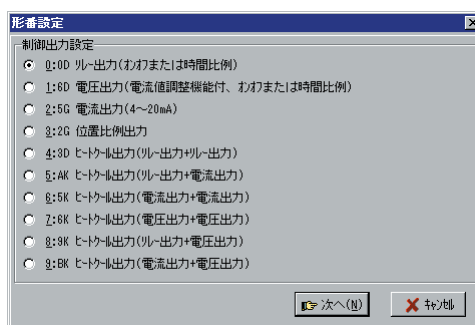 形番設定
制御出力設定
0:0D ﾘﾚｰ出力(ｵﾝｵﾌまたは時間比例)
1:6D 電圧出力(電流値調整機能付、ｵﾝｵﾌまたは時間比例)
2:5G 電流出力(4～20mA)
3:2G 位置比例出力
4:3D ﾋｰﾄｸｰﾙ出力(ﾘﾚｰ出力+ﾘﾚｰ出力)
5:AK ﾋｰﾄｸｰﾙ出力(ﾘﾚｰ出力+電流出力)
6:5K ﾋｰﾄｸｰﾙ出力(電流出力+電流出力)
7:6K ﾋｰﾄｸｰﾙ出力(電圧出力+電圧出力)
8:9K ﾋｰﾄｸｰﾙ出力(ﾘﾚｰ出力+電圧出力)
9:BK ﾋｰﾄｸｰﾙ出力(電流出力+電圧出力)
次へ(N) ｷｬﾝｾﾙ